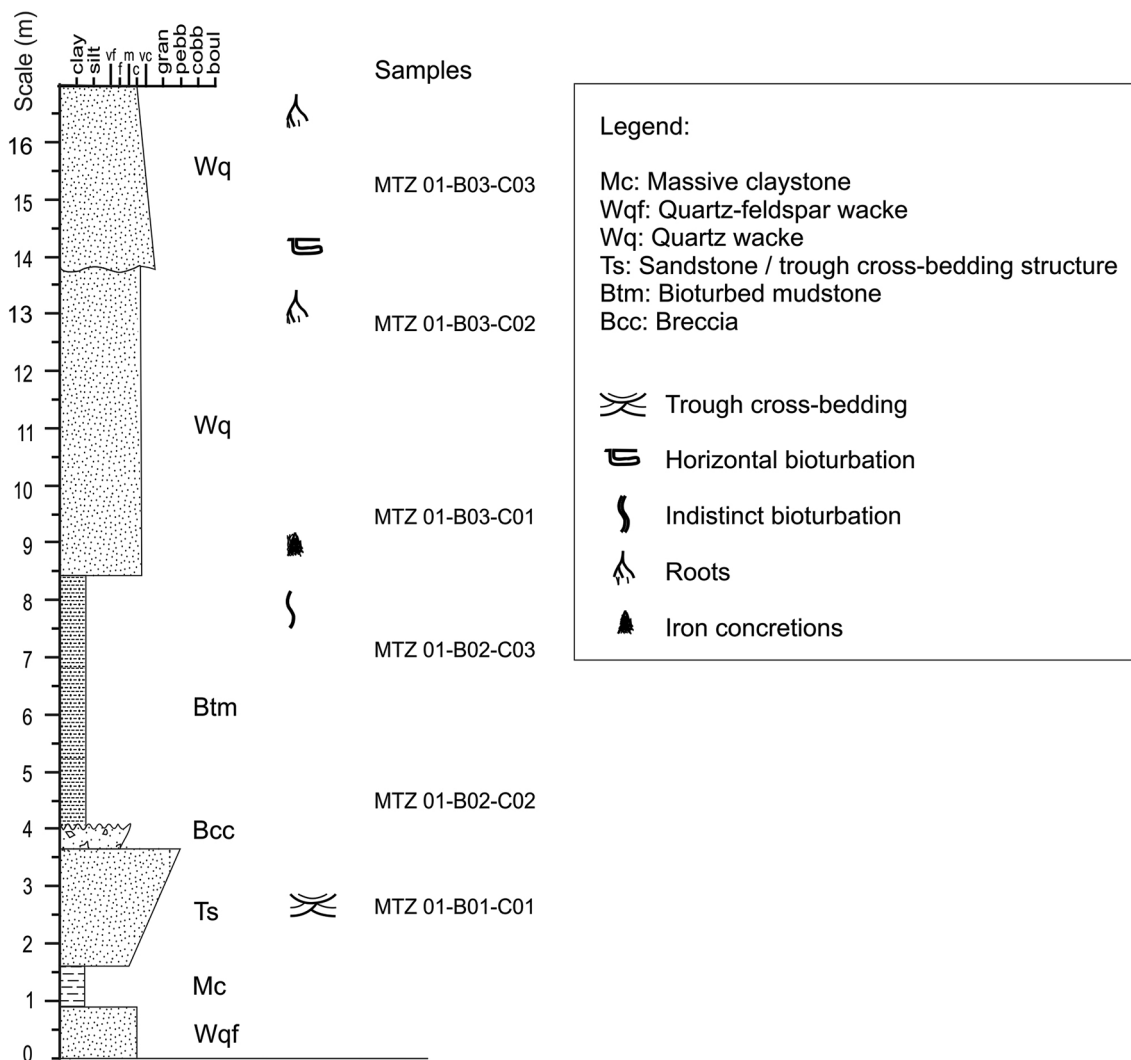 Scale (m)
clay
silt
vf
f
m
c
vc
gran
pebb
cobb
boul
Samples
16
Wq
15
MTZ 01-B03-C03
14
13
MTZ 01-B03-C02
12
Wq
11
10
MTZ 01-B03-C01
9
8
7
MTZ 01-B02-C03
Btm
6
5
MTZ 01-B02-C02
4
Bcc
3
Ts
MTZ 01-B01-C01
2
Mc
1
Wqf
0
Legend:
Mc: Massive claystone
Wqf: Quartz-feldspar wacke
Wq: Quartz wacke
Ts: Sandstone / trough cross-bedding structure
Btm: Bioturbed mudstone
Bcc: Breccia
Trough cross-bedding
Horizontal bioturbation
Indistinct bioturbation
Roots
Iron concretions